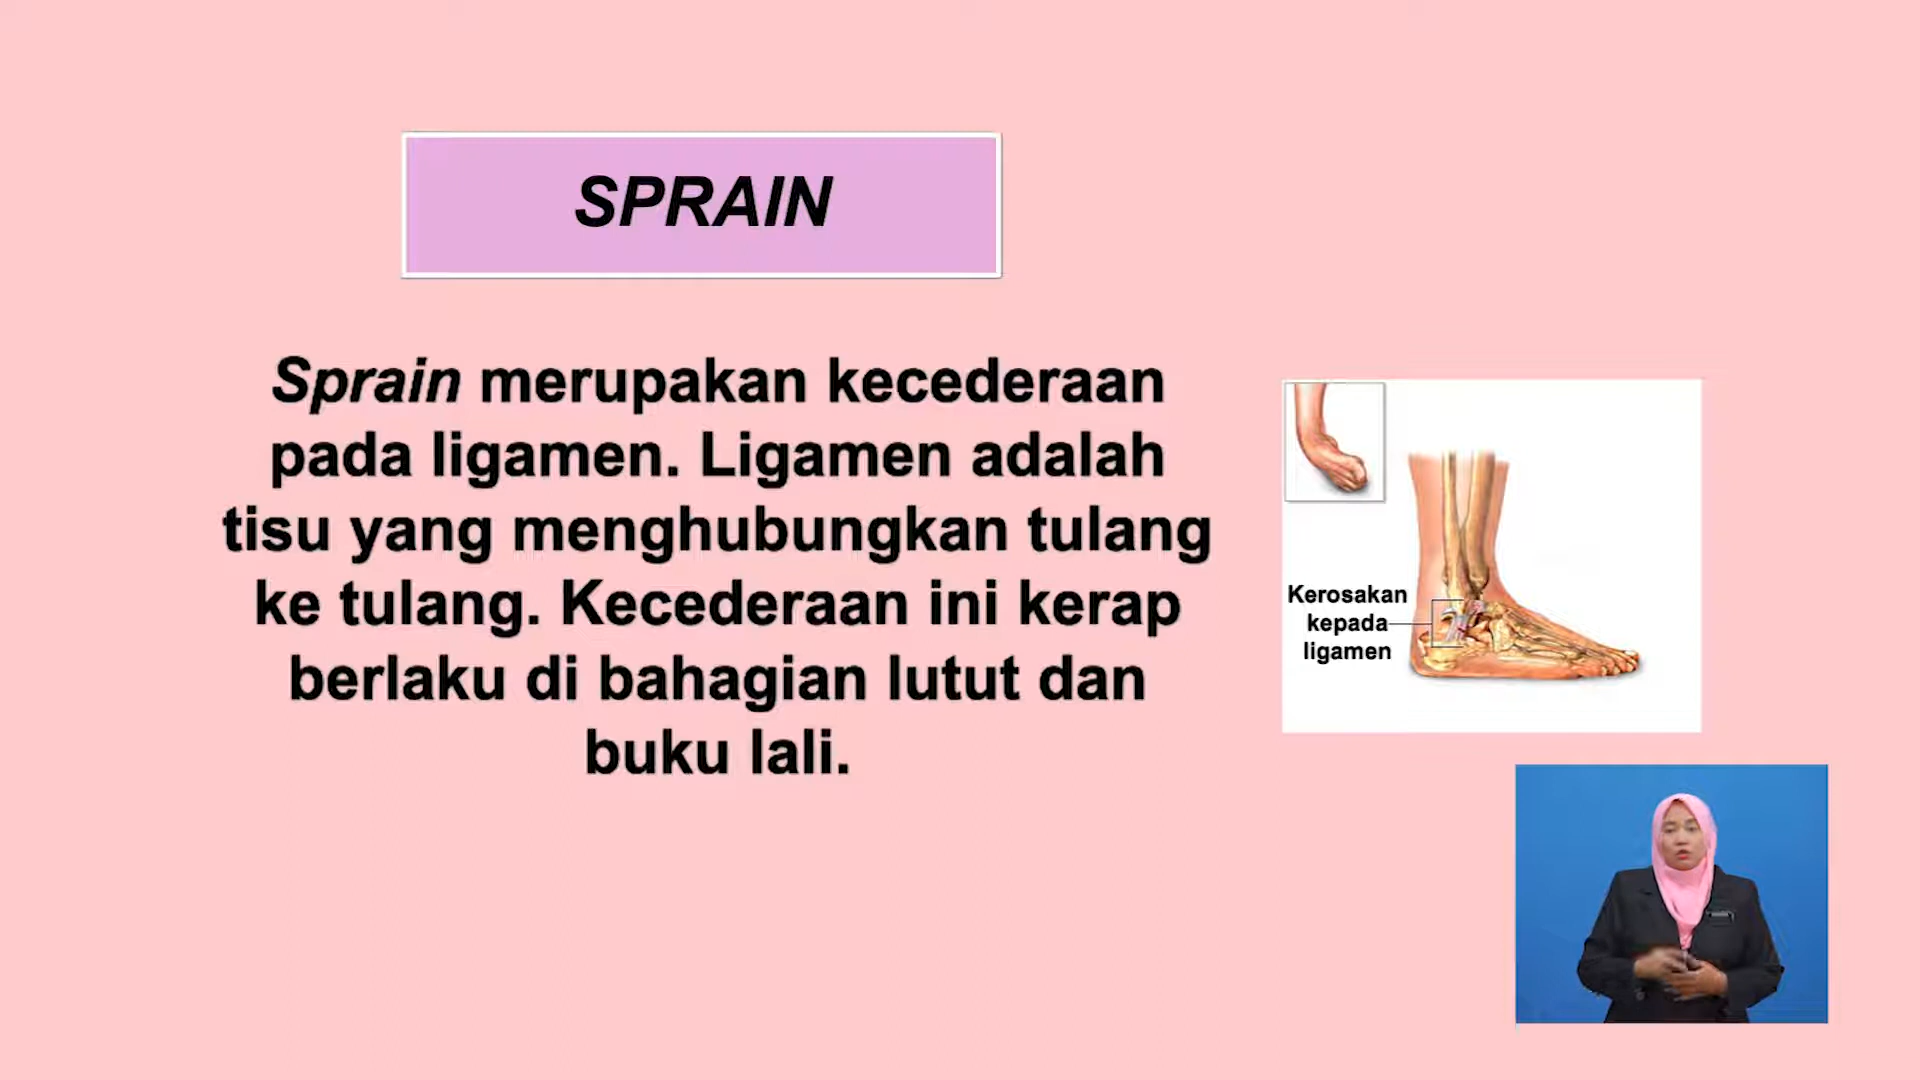 SPRAIN
Sprain merupakan kecederaan
pada ligamen. Ligamen adalah
tisu yang menghubungkan tulang
ke tulang. Kecederaan ini kerap
berlaku di bahagian lutut dan
buku lali.
Kerosakan
kepada
ligamen